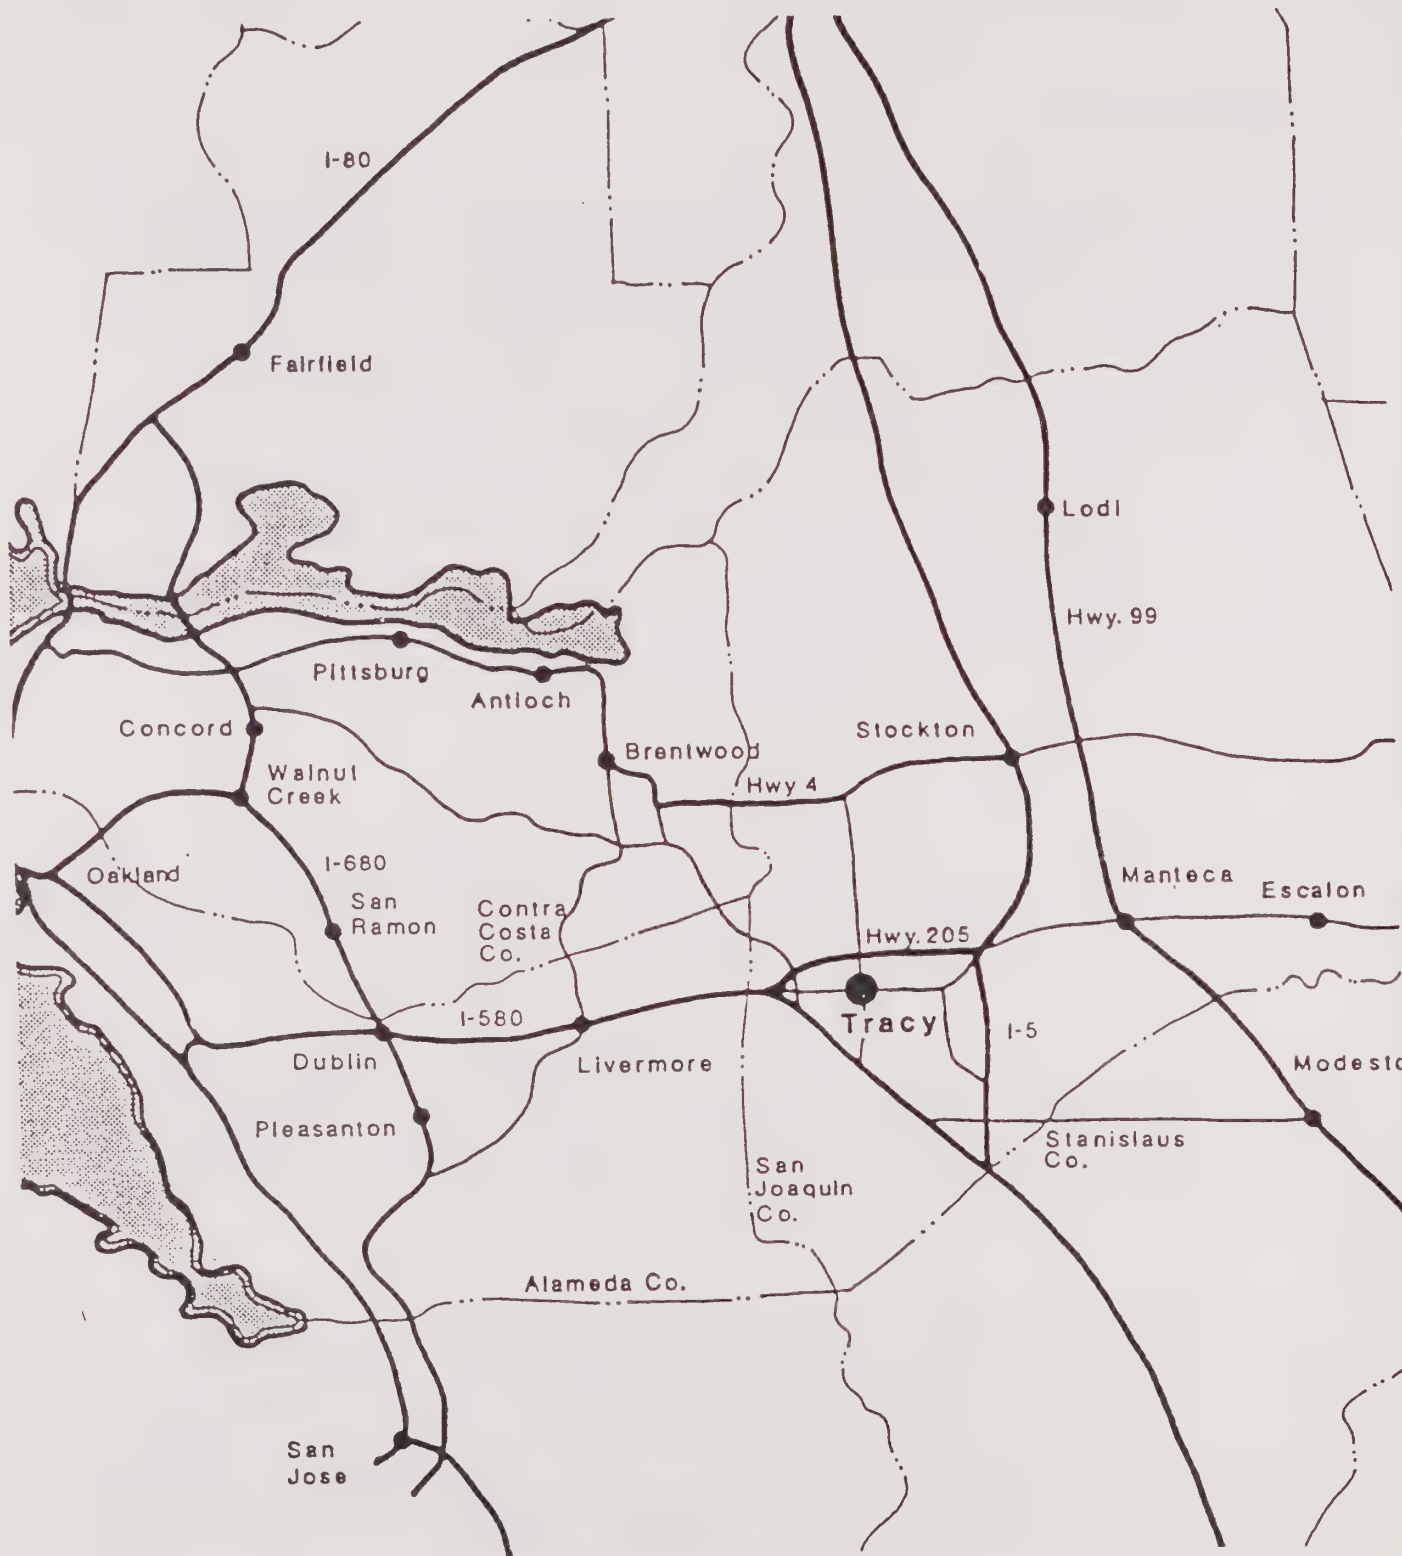 I-80
Fairfield
Lodi
Hwy. 99
Pittsburg
Antioch
Concord
Stockton
Brentwood
Walnut
Creek
Hwy 4
I-680
Oakland
Manteca
Escalon
San
Ramon
Contra
Costa
Co.
Hwy. 205
I-580
Tracy
I-5
Dublin
Livermore
Modesto
Pleasanton
Stanislaus
Co.
San
Joaquin
Co.
Alameda Co.
San
Jose